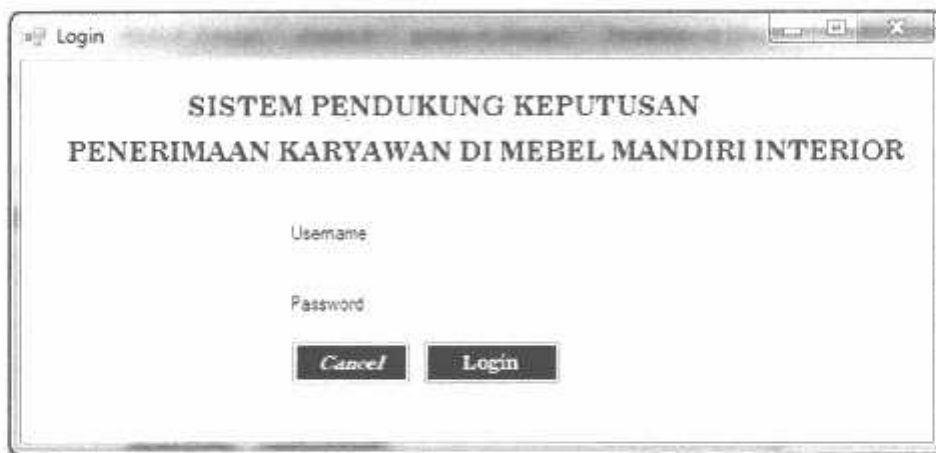 Login
SISTEM PENDUKUNG KEPUTUSAN
PENERIMAAN KARYAWAN DI MEBEL MANDIRI INTERIOR
Username
Password
Cancel Login